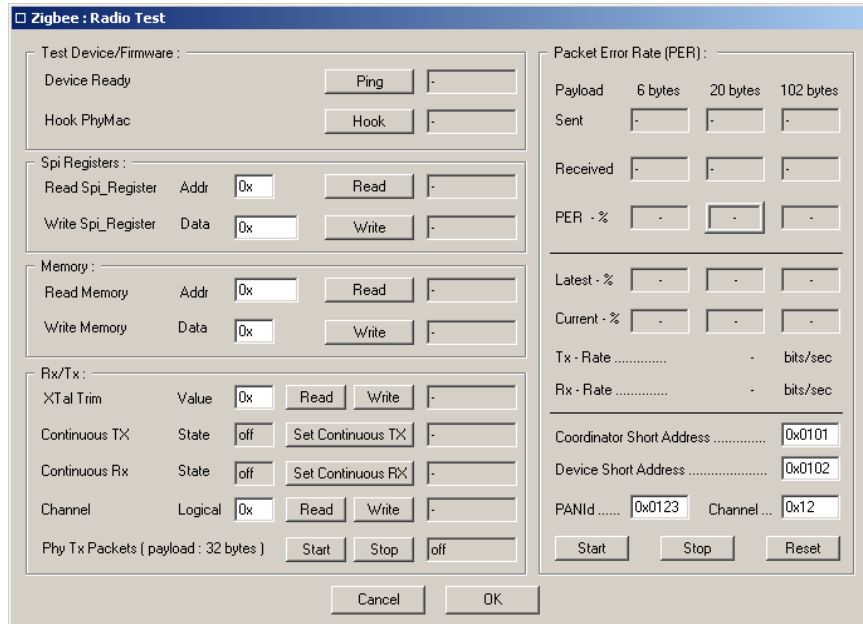 Zigbee : Radio Test
Test Device/Firmware :
Device Ready Ping -
Hook PhyMac Hook -
Spi Registers :
Read Spi_Register Addr 0x Read -
Write Spi_Register Data 0x Write -
Memory :
Read Memory Addr 0x Read -
Write Memory Data 0x Write -
Rx/Tx :
XTal Trim Value 0x Read Write -
Continuous TX State off Set Continuous TX -
Continuous Rx State off Set Continuous RX -
Channel Logical 0x Read Write -
Phy Tx Packets ( payload : 32 bytes ) Start Stop off
Packet Error Rate (PER) :
Payload 6 bytes 20 bytes 102 bytes
Sent - - -
Received - - -
PER - % - - -
Latest - % - - -
Current - % - - -
Tx - Rate .............. - bits/sec
Rx - Rate .............. - bits/sec
Coordinator Short Address .............. 0x0101
Device Short Address ..................... 0x0102
PANId ...... 0x0123 Channel ... 0x12
Start Stop Reset
Cancel OK